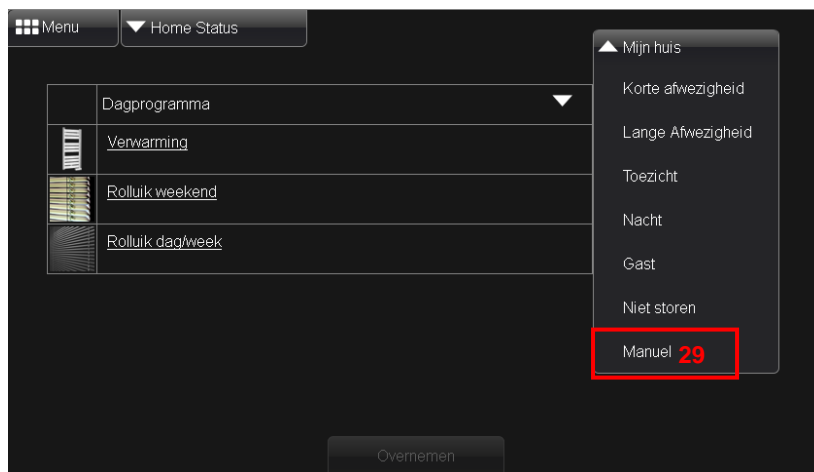 Menu
Home Status
Mijn huis
Korte afwezigheid
Lange Afwezigheid
Toezicht
Nacht
Gast
Niet storen
Manuel 29
Dagprogramma
Verwarming
Rolluik weekend
Rolluik dag/week
Overnemen